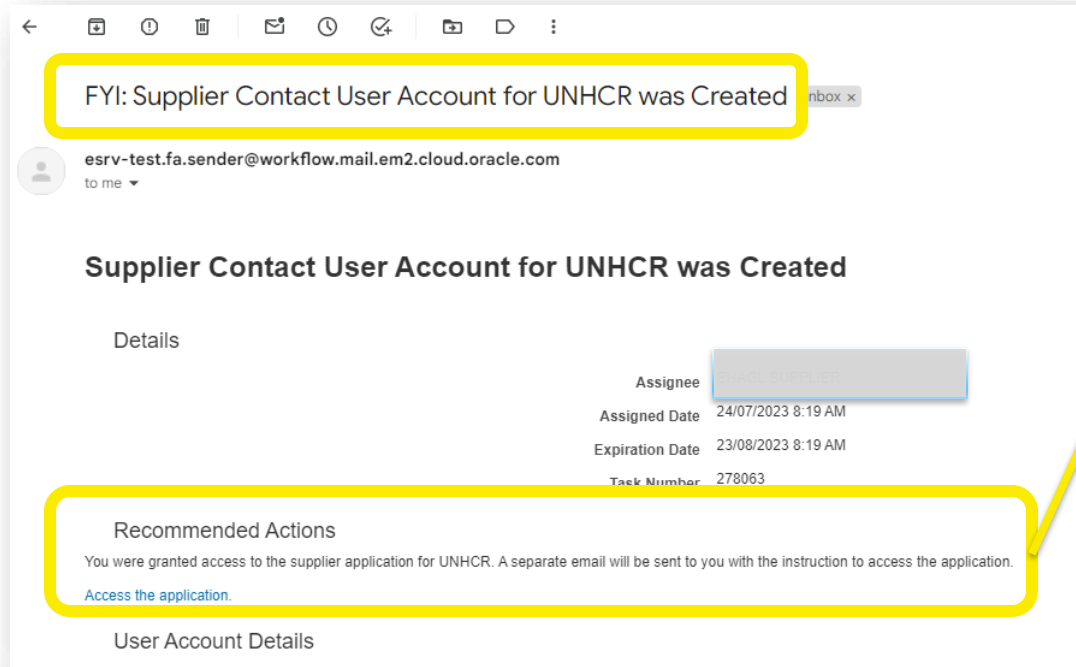 FYI: Supplier Contact User Account for UNHCR was Created
nbox ×
esrv-test.fa.sender@workflow.mail.em2.cloud.oracle.com
to me
Supplier Contact User Account for UNHCR was Created
Details
Assignee
Assigned Date 24/07/2023 8:19 AM
Expiration Date 23/08/2023 8:19 AM
Task Number 278063
Recommended Actions
You were granted access to the supplier application for UNHCR. A separate email will be sent to you with the instruction to access the application.
Access the application.
User Account Details